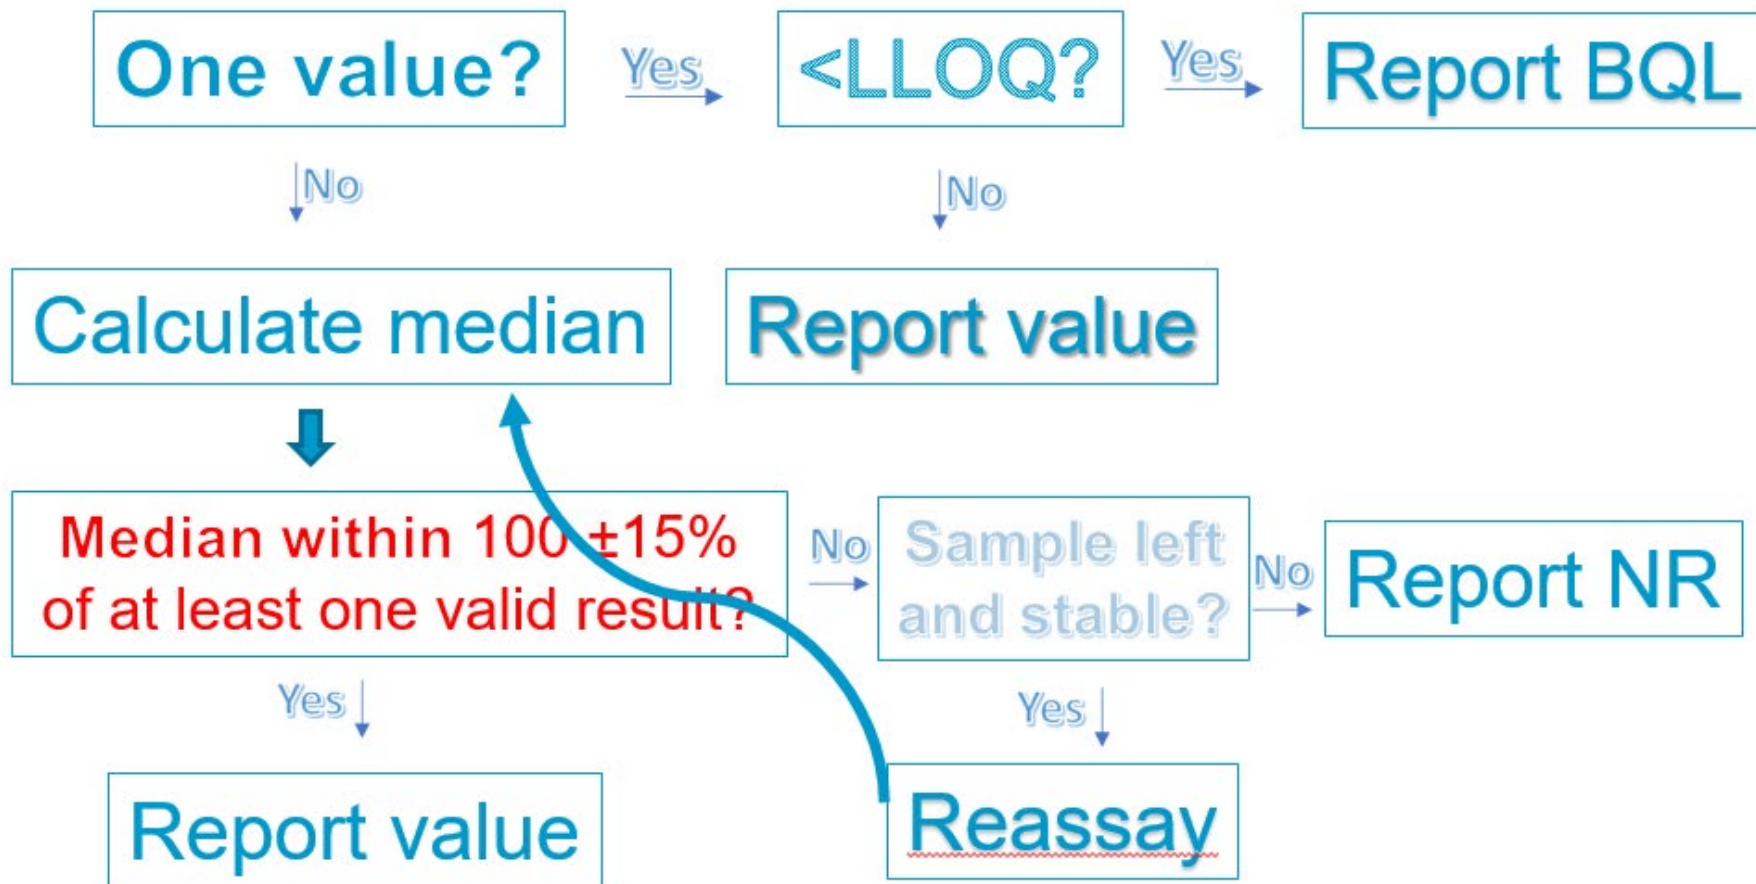 One value?
Yes
<LLOQ?
Yes
Report BQL
No
No
Calculate median
Report value
Median within 100 ±15%
of at least one valid result?
No
Sample left
and stable?
No
Report NR
Yes
Yes
Report value
Reassay